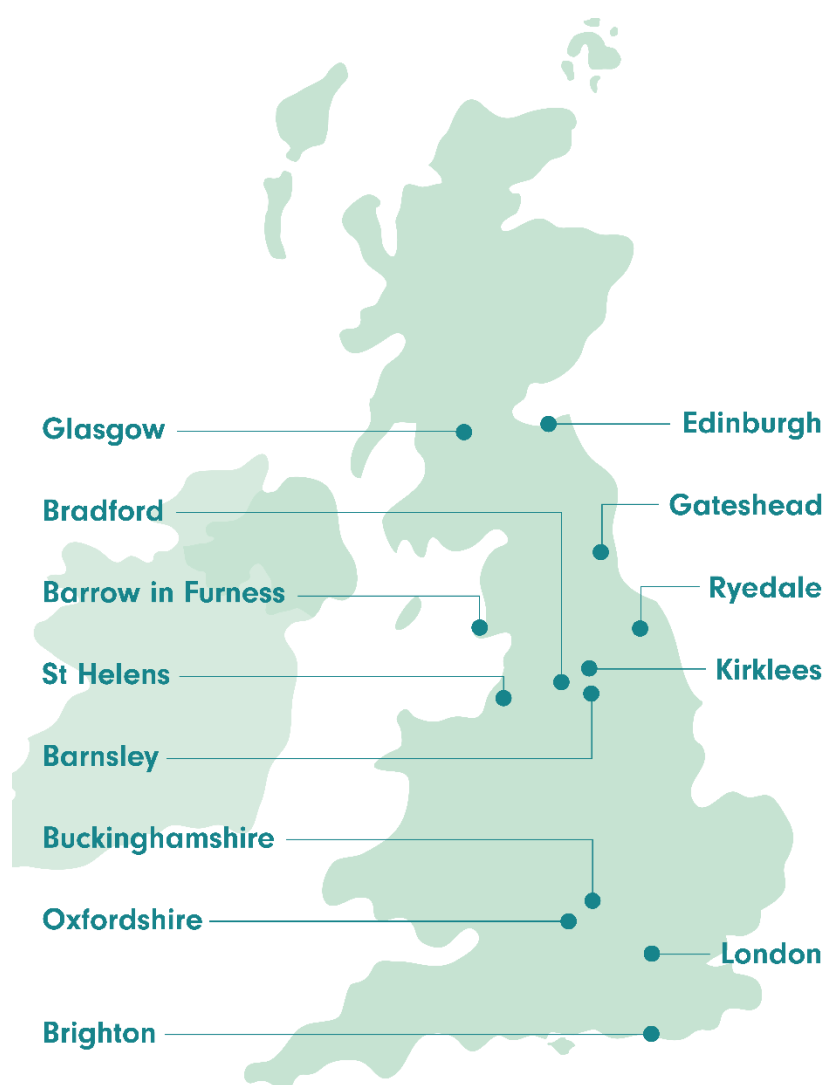 Glasgow
Edinburgh
Gateshead
Bradford
Ryedale
Barrow in Furness
Kirklees
St Helens
Barnsley
Buckinghamshire
Oxfordshire
London
Brighton